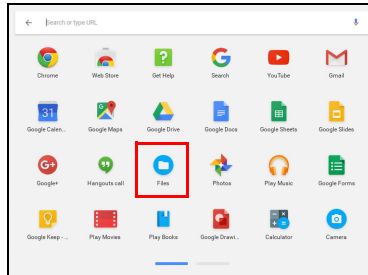 Search or type URL
Chrome Web Store Get Help Search YouTube Gmail
31
Google Calen... Google Maps Google Drive Google Docs Google Sheets Google Slides
G+
Google+ Hangouts call Files Photos Play Music Google Forms
Google Keep -... Play Movies Play Books Google Drawi... Calculator Camera